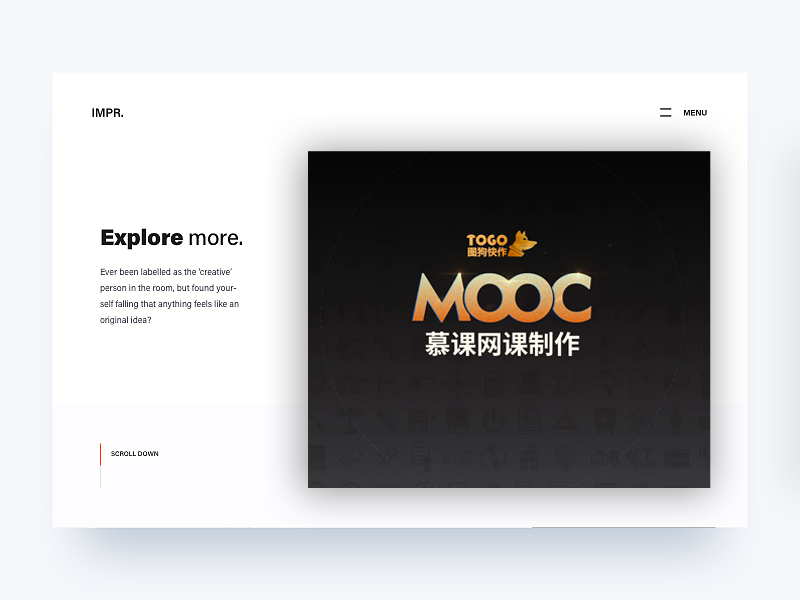 IMPR.
MENU
Explore more.
Ever been labelled as the 'creative'
person in the room, but found your-
self falling that anything feels like an
original idea?
SCROLL DOWN
TOGO
图狗快作
MOOC
慕课网课制作